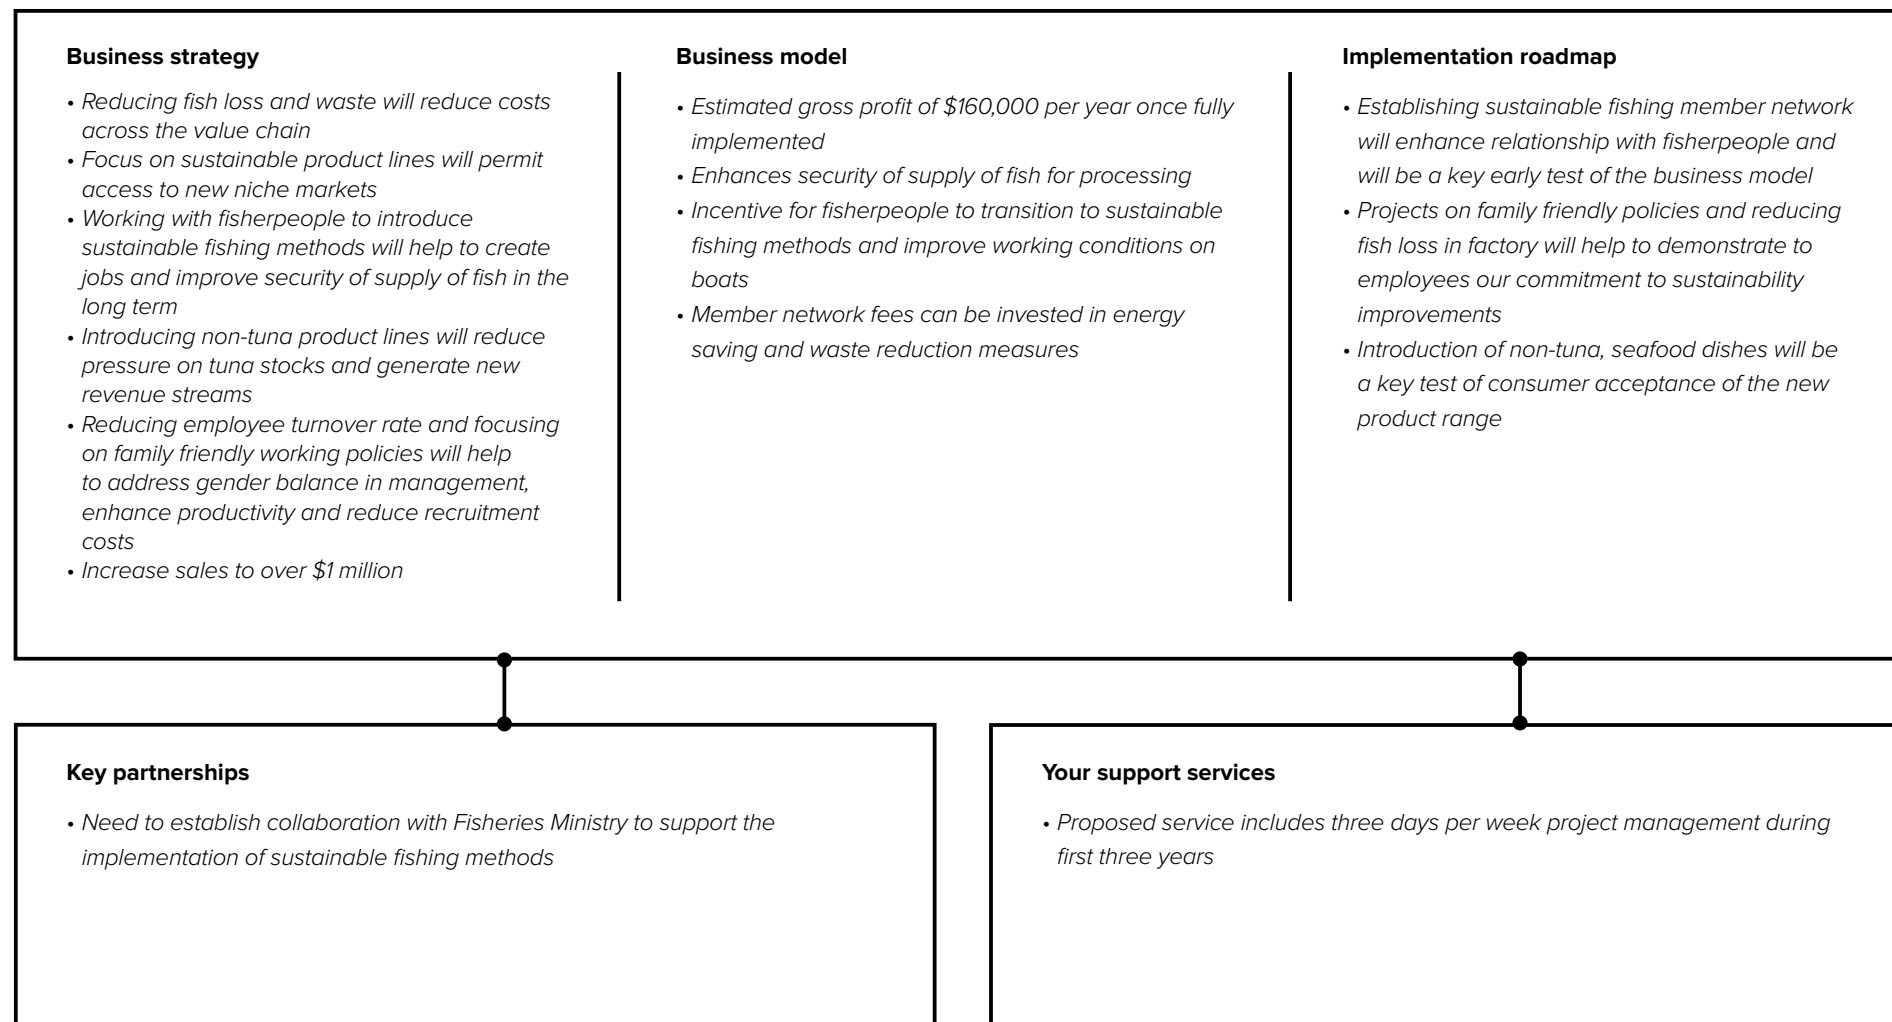 Business strategy
• Reducing fish loss and waste will reduce costs
across the value chain
• Focus on sustainable product lines will permit
access to new niche markets
• Working with fisherpeople to introduce
sustainable fishing methods will help to create
jobs and improve security of supply of fish in the
long term
• Introducing non-tuna product lines will reduce
pressure on tuna stocks and generate new
revenue streams
• Reducing employee turnover rate and focusing
on family friendly working policies will help
to address gender balance in management,
enhance productivity and reduce recruitment
costs
• Increase sales to over $1 million
Business model
• Estimated gross profit of $160,000 per year once fully
implemented
• Enhances security of supply of fish for processing
• Incentive for fisherpeople to transition to sustainable
fishing methods and improve working conditions on
boats
• Member network fees can be invested in energy
saving and waste reduction measures
Implementation roadmap
• Establishing sustainable fishing member network
will enhance relationship with fisherpeople and
will be a key early test of the business model
• Projects on family friendly policies and reducing
fish loss in factory will help to demonstrate to
employees our commitment to sustainability
improvements
• Introduction of non-tuna, seafood dishes will be
a key test of consumer acceptance of the new
product range
Key partnerships
• Need to establish collaboration with Fisheries Ministry to support the
implementation of sustainable fishing methods
Your support services
• Proposed service includes three days per week project management during
first three years